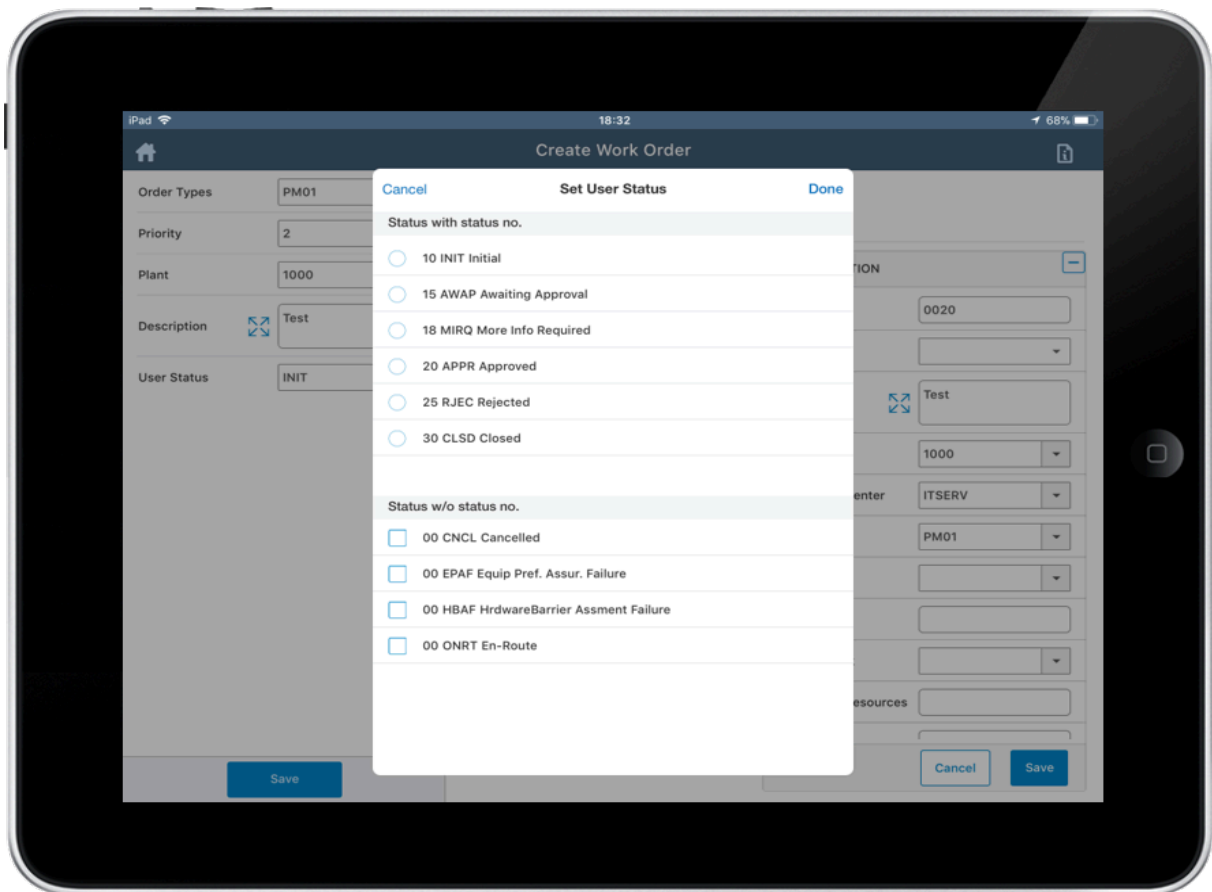 iPad 18:32 68%
Create Work Order
Order Types PM01
Priority 2
Plant 1000
Description Test
User Status INIT
Save
Cancel Set User Status Done
Status with status no.
10 INIT Initial
15 AWAP Awaiting Approval
18 MIRQ More Info Required
20 APPR Approved
25 RJEC Rejected
30 CLSD Closed
Status w/o status no.
00 CNCL Cancelled
00 EPAF Equip Pref. Assur. Failure
00 HBAF HrdwareBarrier Assment Failure
00 ONRT En-Route
TION
0020
Test
1000
enter ITSERV
PM01
esources
Cancel Save